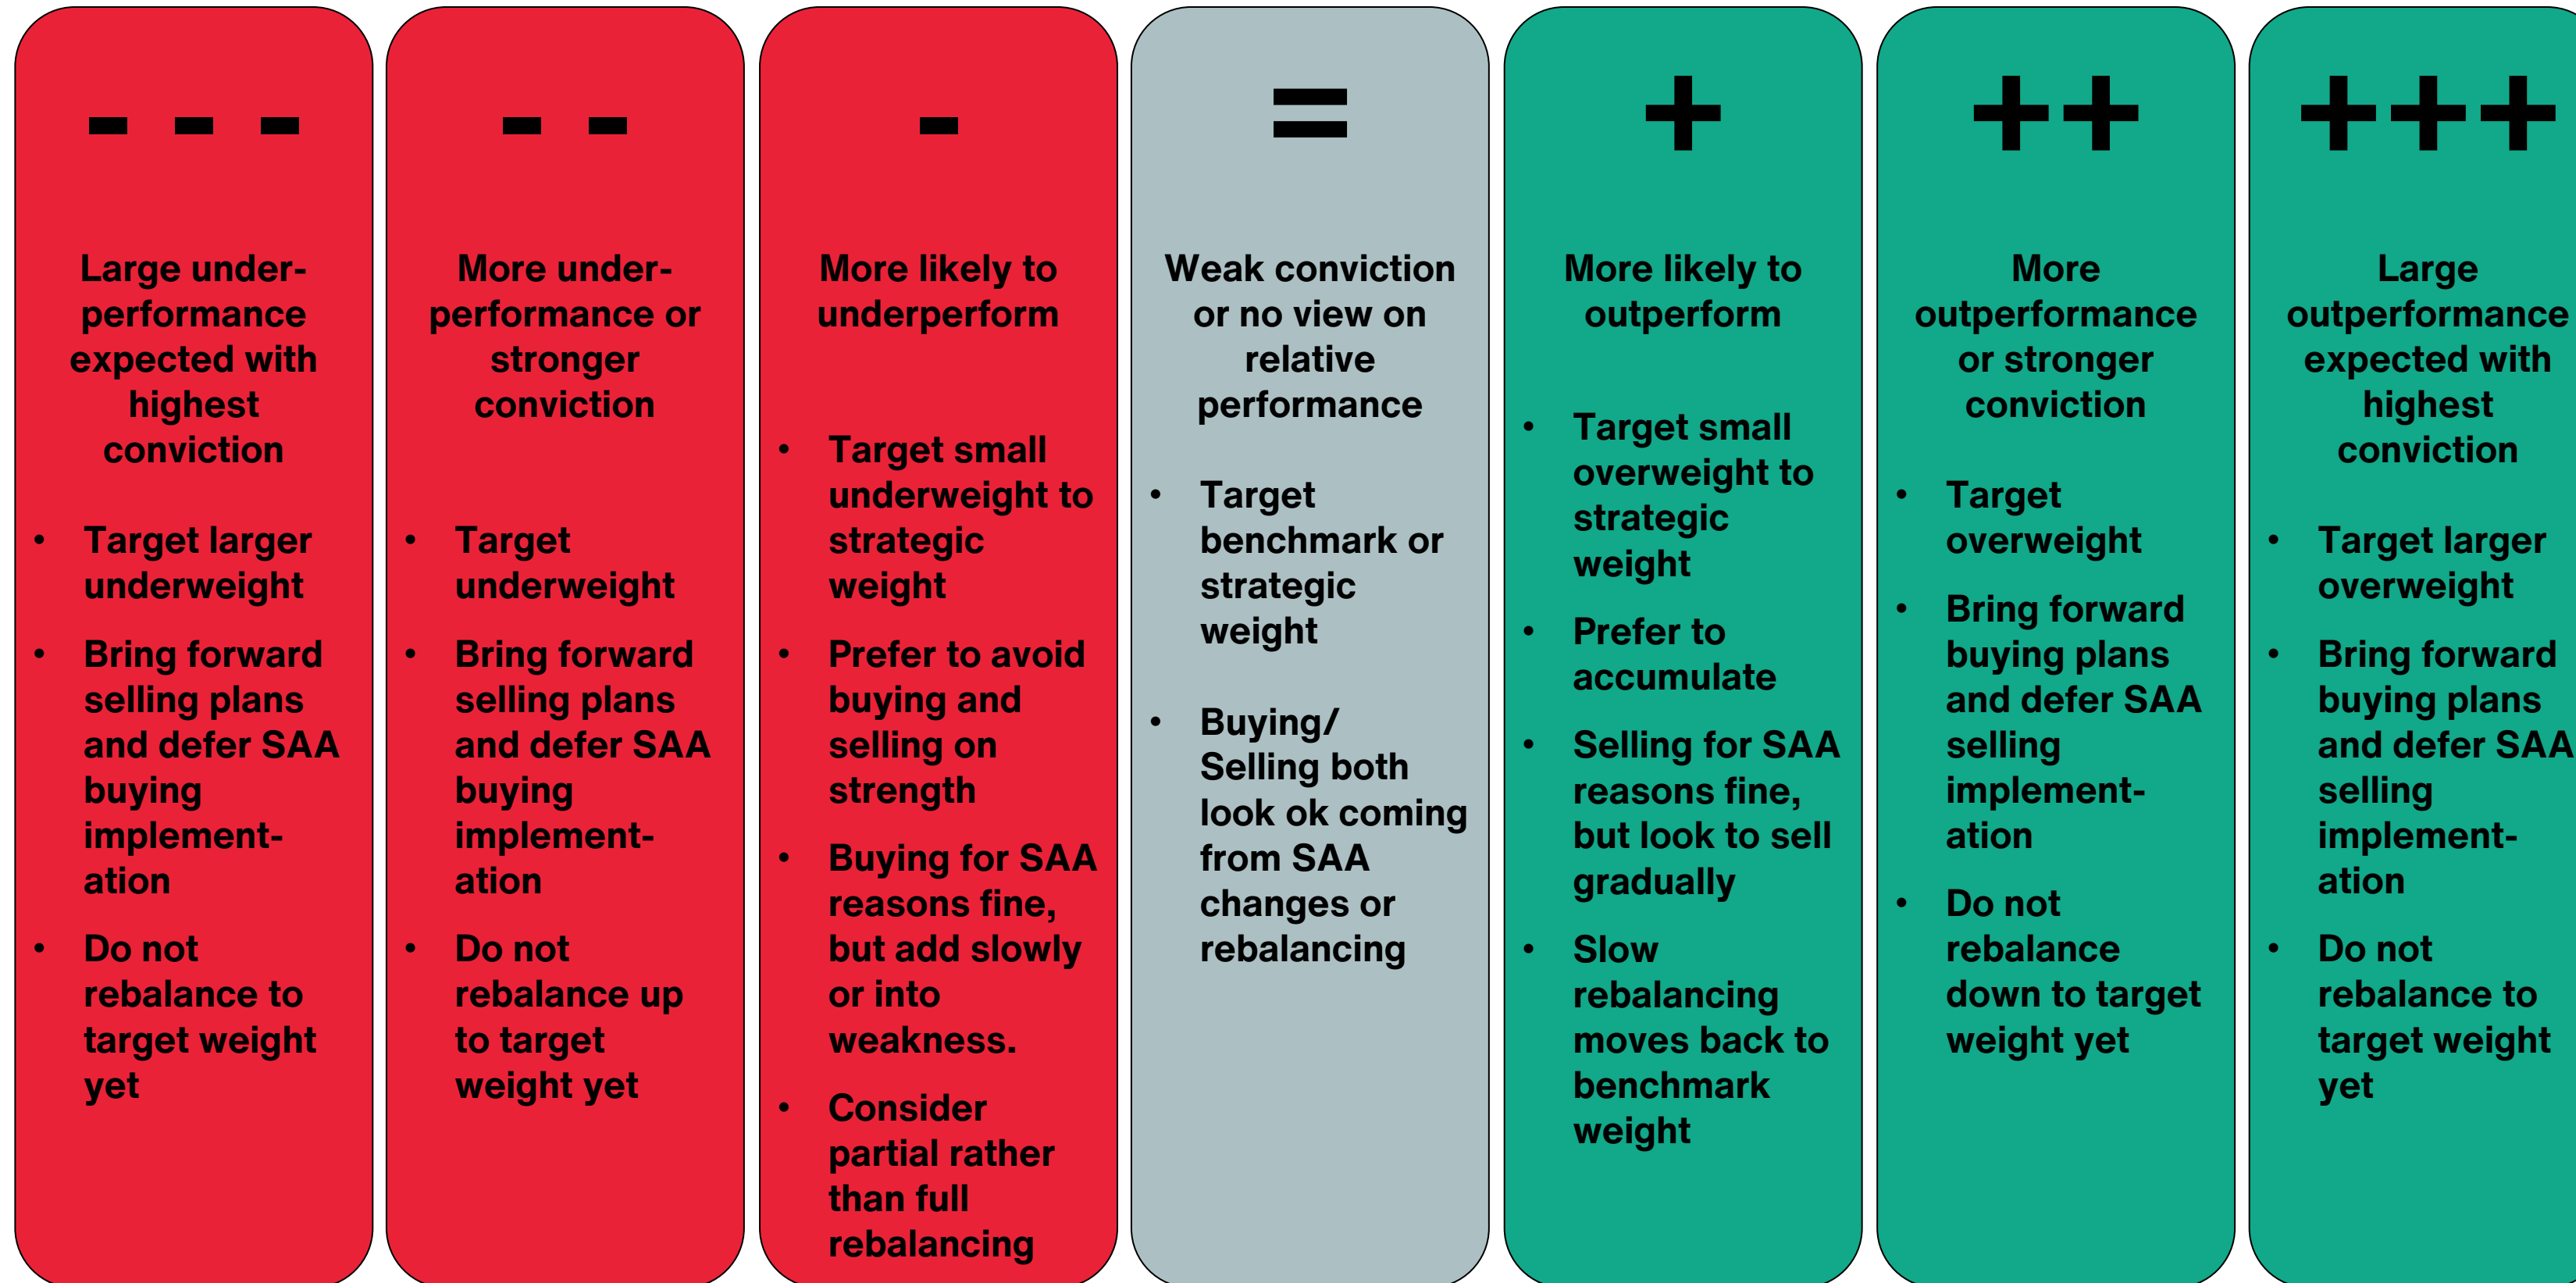 - - -
Large under-
performance
expected with
highest
conviction
• Target larger
underweight
• Bring forward
selling plans
and defer SAA
buying
implement-
ation
• Do not
rebalance to
target weight
yet
- -
More under-
performance or
stronger
conviction
• Target
underweight
• Bring forward
selling plans
and defer SAA
buying
implement-
ation
• Do not
rebalance up
to target
weight yet
-
More likely to
underperform
• Target small
underweight to
strategic
weight
• Prefer to avoid
buying and
selling on
strength
• Buying for SAA
reasons fine,
but add slowly
or into
weakness.
• Consider
partial rather
than full
rebalancing
=
Weak conviction
or no view on
relative
performance
• Target
benchmark or
strategic
weight
• Buying/
Selling both
look ok coming
from SAA
changes or
rebalancing
+
More likely to
outperform
• Target small
overweight to
strategic
weight
• Prefer to
accumulate
• Selling for SAA
reasons fine,
but look to sell
gradually
• Slow
rebalancing
moves back to
benchmark
weight
++
More
outperformance
or stronger
conviction
• Target
overweight
• Bring forward
buying plans
and defer SAA
selling
implement-
ation
• Do not
rebalance
down to target
weight yet
+++
Large
outperformance
expected with
highest
conviction
• Target larger
overweight
• Bring forward
buying plans
and defer SAA
selling
implement-
ation
• Do not
rebalance to
target weight
yet